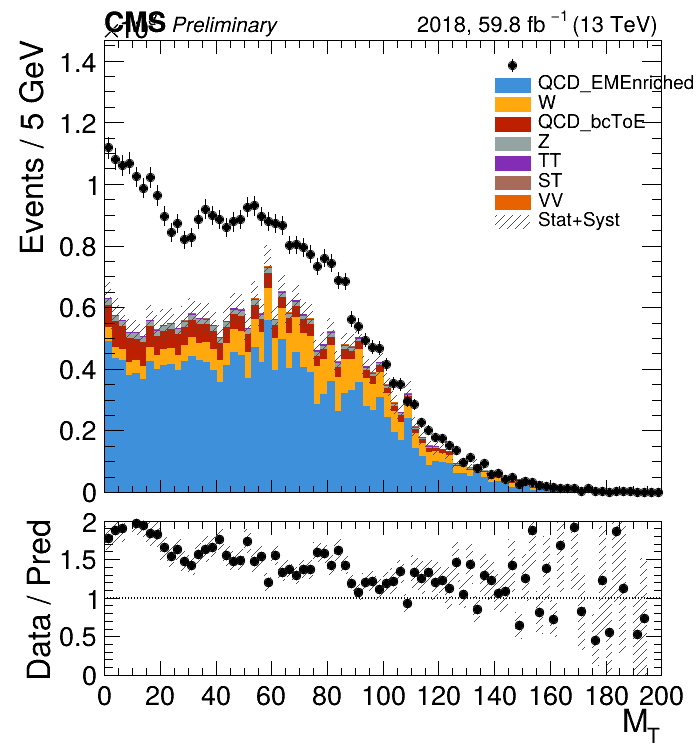 CMS Preliminary 2018, 59.8 fb⁻¹ (13 TeV)
Events / 5 GeV
1.4
1.2
1
0.8
0.6
0.4
0.2
0
QCD_EMEnriched
W
QCD_bcToE
Z
TT
ST
VV
Stat+Syst
Data / Pred
2
1.5
1
0.5
0
0 20 40 60 80 100 120 140 160 180 200
M_T